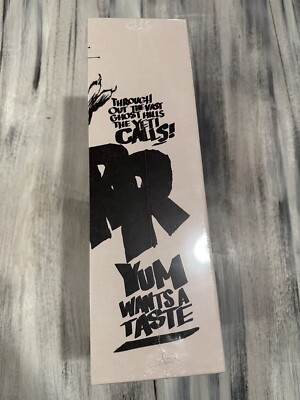 THROUGH
OUT THE VAST
GHOST HILLS
THE YETI
CALLS!
RR
YUM
WANTS A
TASTE